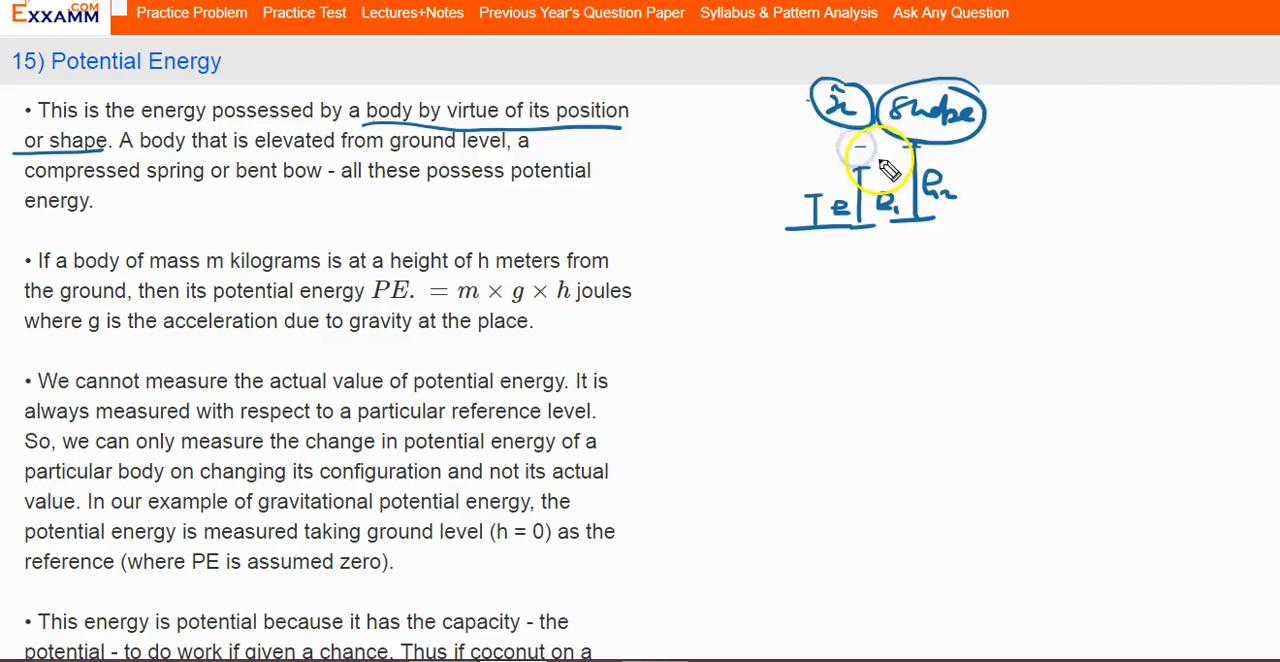 EXXAMM .COM
Practice Problem Practice Test Lectures+Notes Previous Year's Question Paper Syllabus & Pattern Analysis Ask Any Question
15) Potential Energy
• This is the energy possessed by a body by virtue of its position
or shape. A body that is elevated from ground level, a
compressed spring or bent bow - all these possess potential
energy.
• If a body of mass m kilograms is at a height of h meters from
the ground, then its potential energy PE. = m × g × h joules
where g is the acceleration due to gravity at the place.
• We cannot measure the actual value of potential energy. It is
always measured with respect to a particular reference level.
So, we can only measure the change in potential energy of a
particular body on changing its configuration and not its actual
value. In our example of gravitational potential energy, the
potential energy is measured taking ground level (h = 0) as the
reference (where PE is assumed zero).
• This energy is potential because it has the capacity - the
potential - to do work if given a chance. Thus if coconut on a
shape